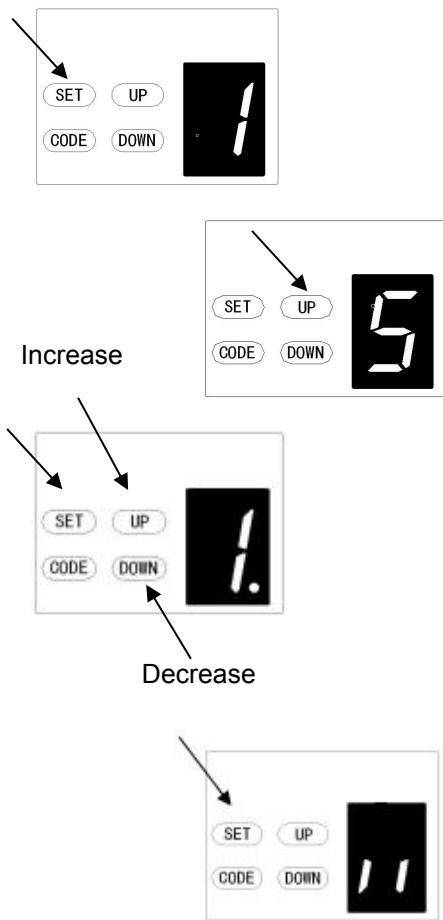 SET UP
1
CODE DOWN
SET UP
5
CODE DOWN
Increase
SET UP
1.
CODE DOWN
Decrease
SET UP
CODE DOWN